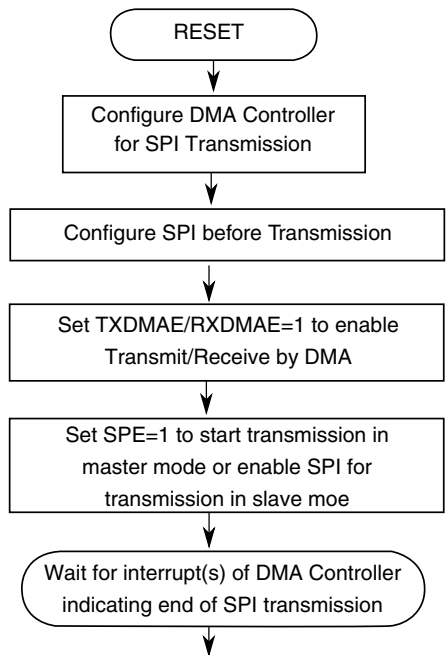 RESET
Configure DMA Controller
for SPI Transmission
Configure SPI before Transmission
Set TXDMAE/RXDMAE=1 to enable
Transmit/Receive by DMA
Set SPE=1 to start transmission in
master mode or enable SPI for
transmission in slave moe
Wait for interrupt(s) of DMA Controller
indicating end of SPI transmission